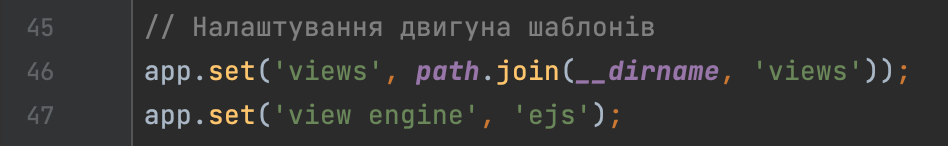 45 // Налаштування двигуна шаблонів
46 app.set('views', path.join(__dirname, 'views'));
47 app.set('view engine', 'ejs');